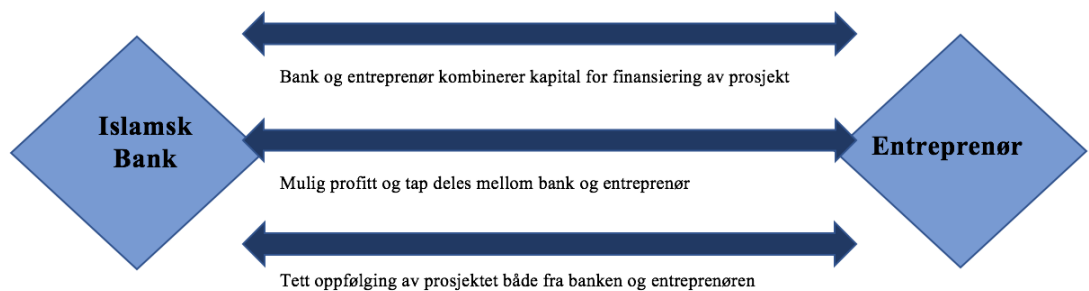 Islamsk
Bank
Bank og entreprenør kombinerer kapital for finansiering av prosjekt
Entreprenør
Mulig profitt og tap deles mellom bank og entreprenør
Tett oppfølging av prosjektet både fra banken og entreprenøren